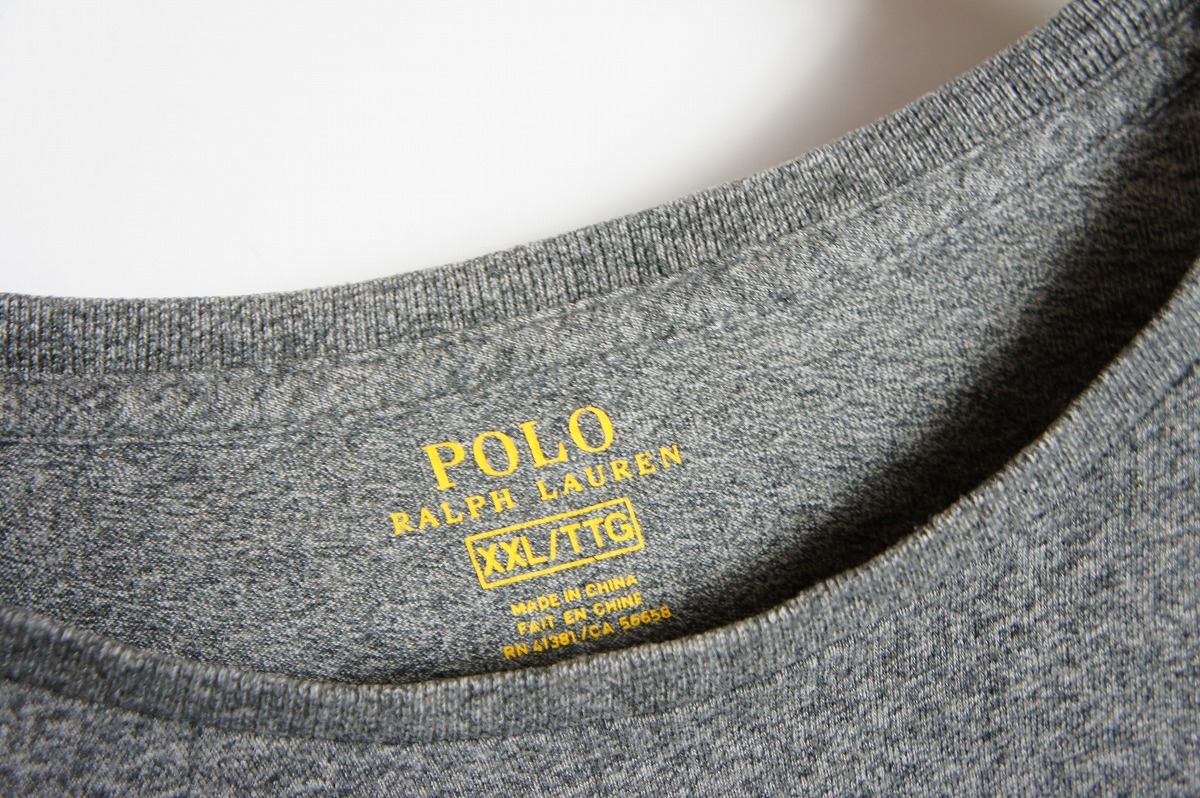 POLO
RALPH LAUREN
XXL/TTG
MADE IN CHINA
FAIT EN CHINE
RN 41381/CA 56658